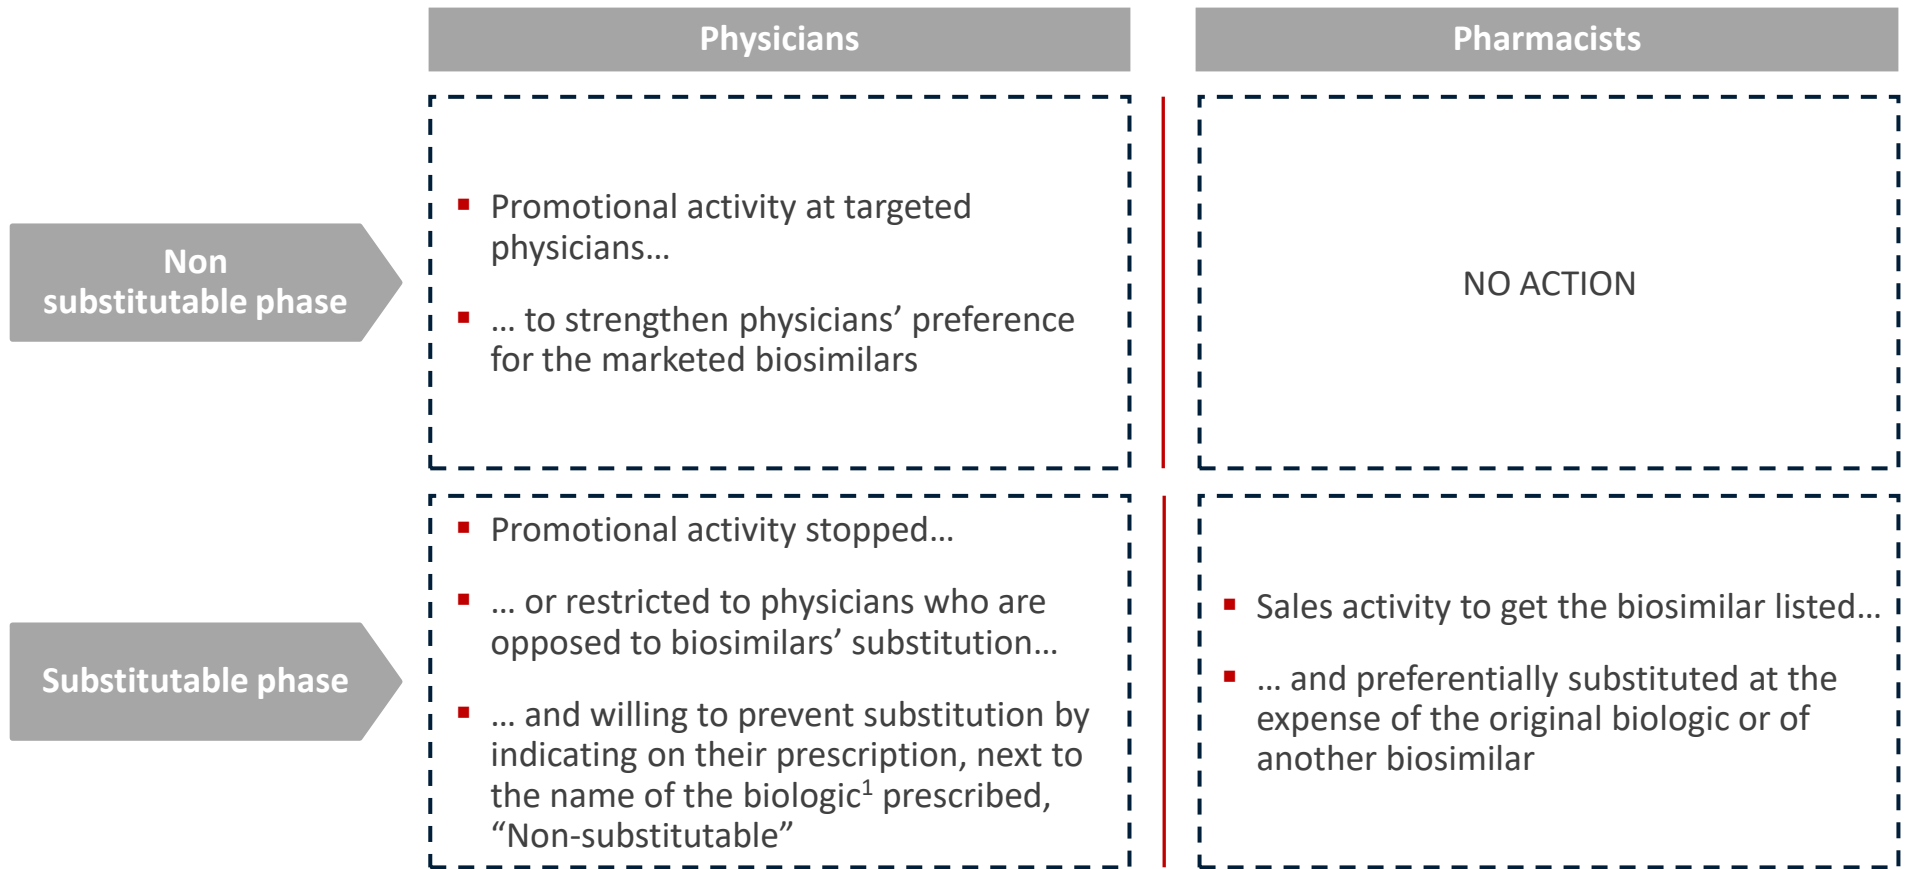 Physicians
Pharmacists
Non
substitutable phase
▪ Promotional activity at targeted
physicians…
▪ … to strengthen physicians’ preference
for the marketed biosimilars
NO ACTION
Substitutable phase
▪ Promotional activity stopped…
▪ … or restricted to physicians who are
opposed to biosimilars’ substitution…
▪ … and willing to prevent substitution by
indicating on their prescription, next to
the name of the biologic¹ prescribed,
“Non-substitutable”
▪ Sales activity to get the biosimilar listed…
▪ … and preferentially substituted at the
expense of the original biologic or of
another biosimilar